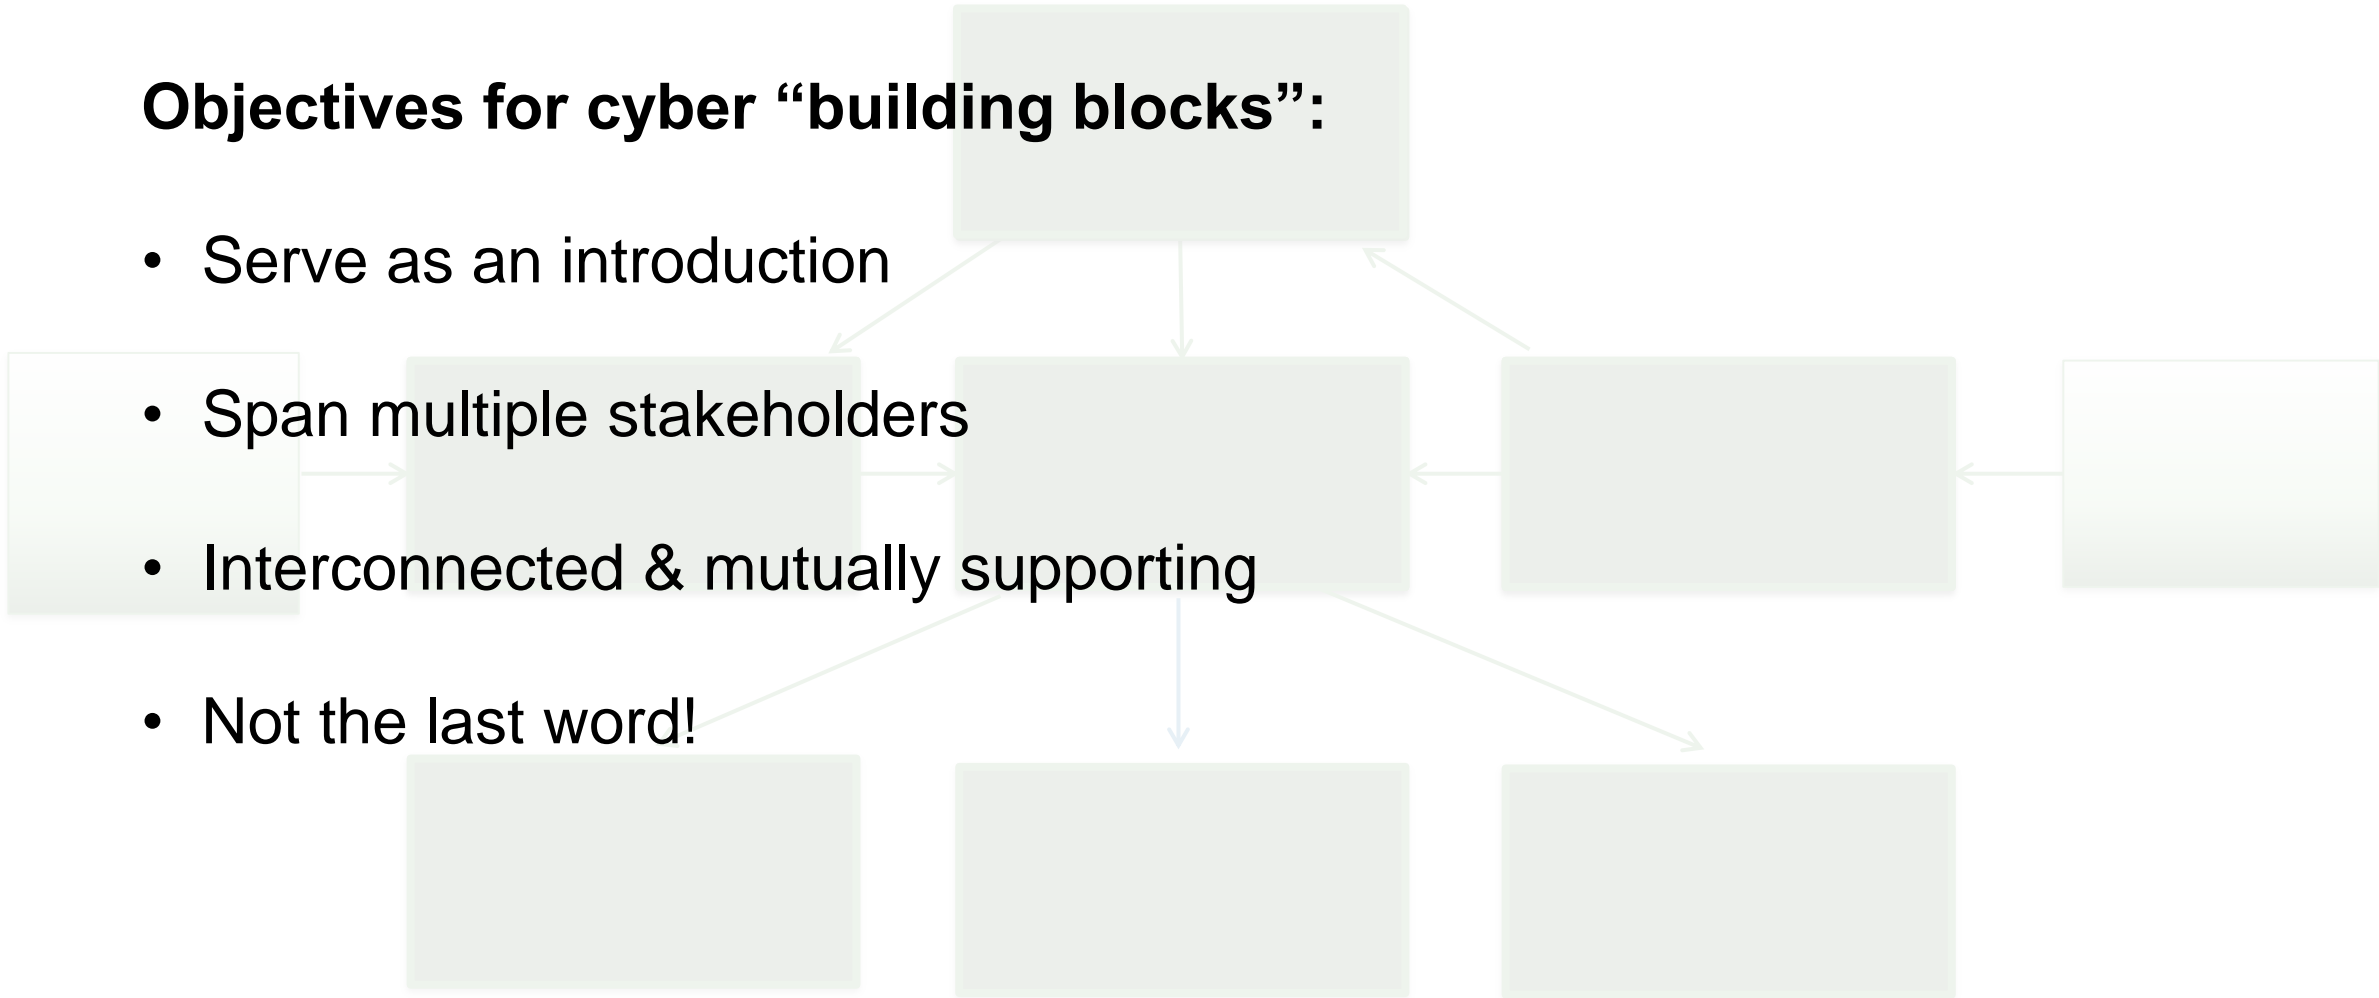 Objectives for cyber “building blocks”:
• Serve as an introduction
• Span multiple stakeholders
• Interconnected & mutually supporting
• Not the last word!